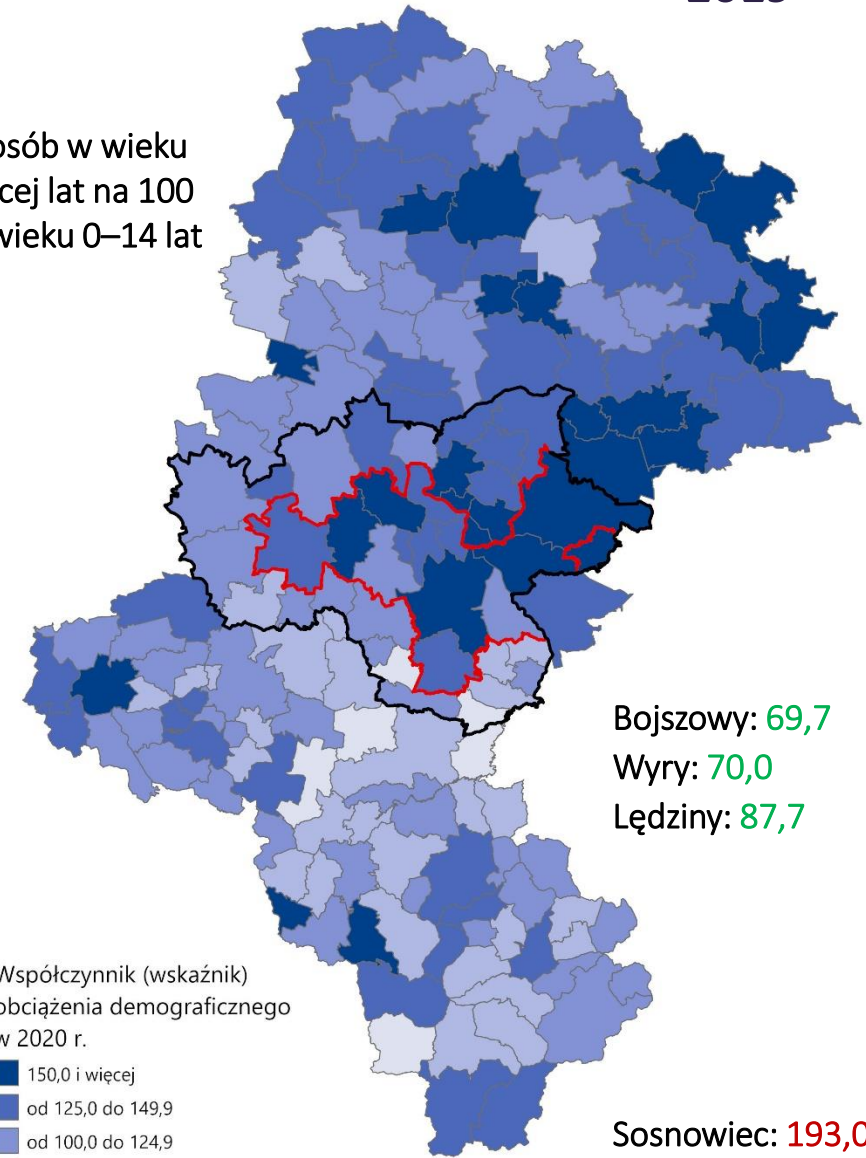 osób w wieku
cej lat na 100
wieku 0–14 lat
Bojszowy: 69,7
Wyry: 70,0
Lędziny: 87,7
Współczynnik (wskaźnik)
obciążenia demograficznego
w 2020 r.
150,0 i więcej
od 125,0 do 149,9
od 100,0 do 124,9
Sosnowiec: 193,0